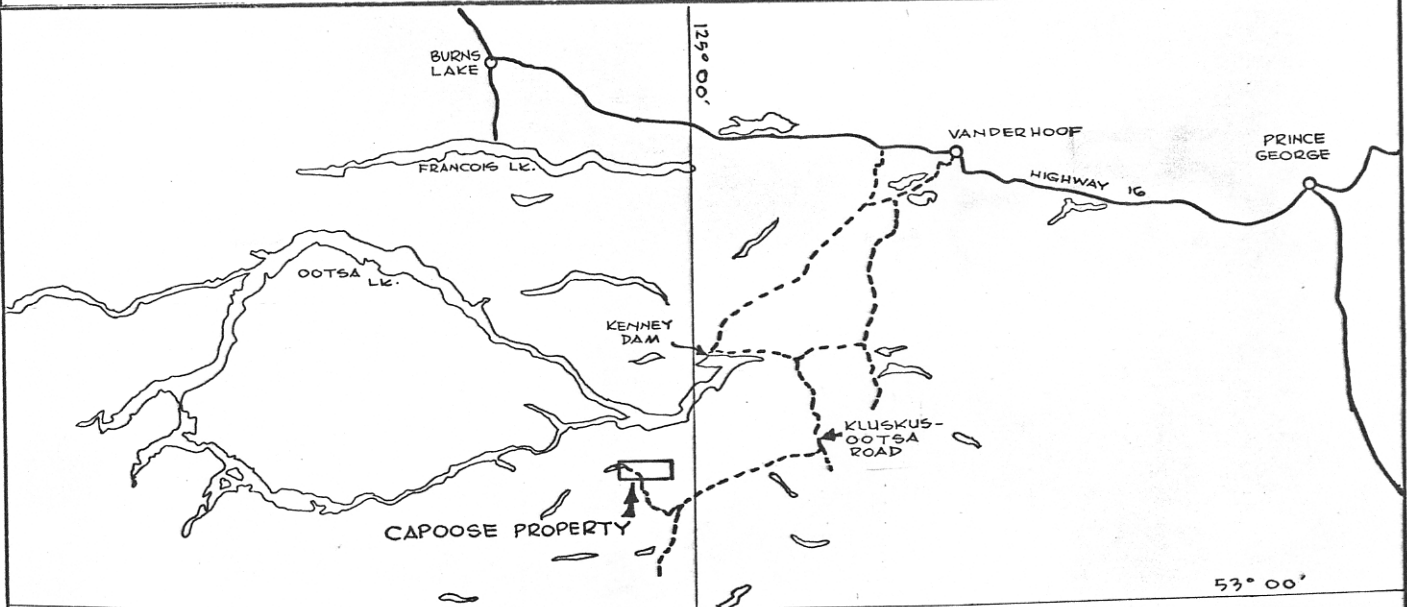 BURNS
LAKE
125° 00'
VANDERHOOF
PRINCE
GEORGE
FRANCOIS LK.
HIGHWAY 16
OOTSA
LK.
KENNEY
DAM
KLUSKUS-
OOTSA
ROAD
CAPOOSE PROPERTY
53° 00'